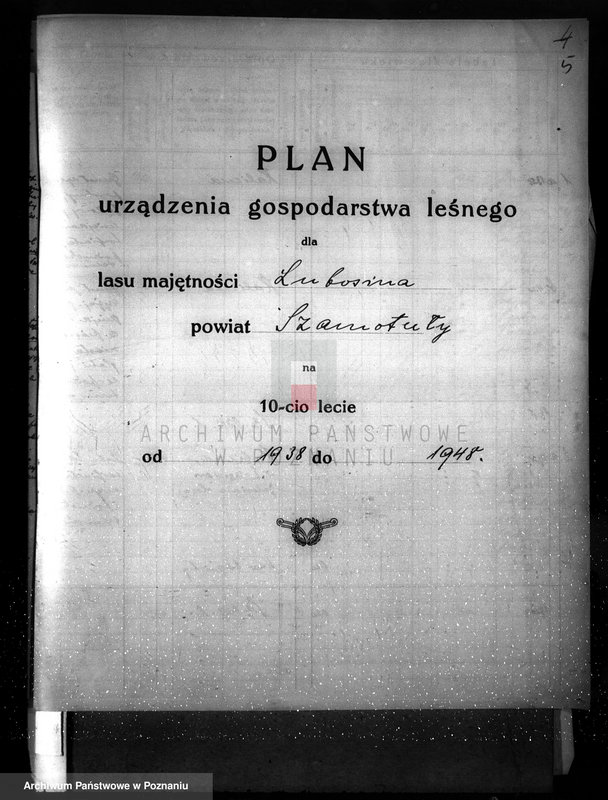 4
5
PLAN
urządzenia gospodarstwa leśnego
dla
lasu majętności Lubosina
powiat Szamotuły
na
10-cio lecie
ARCHIWUM PAŃSTWOWE
W POZNANIU
od 1938 do 1948.
Archiwum Państwowe w Poznaniu